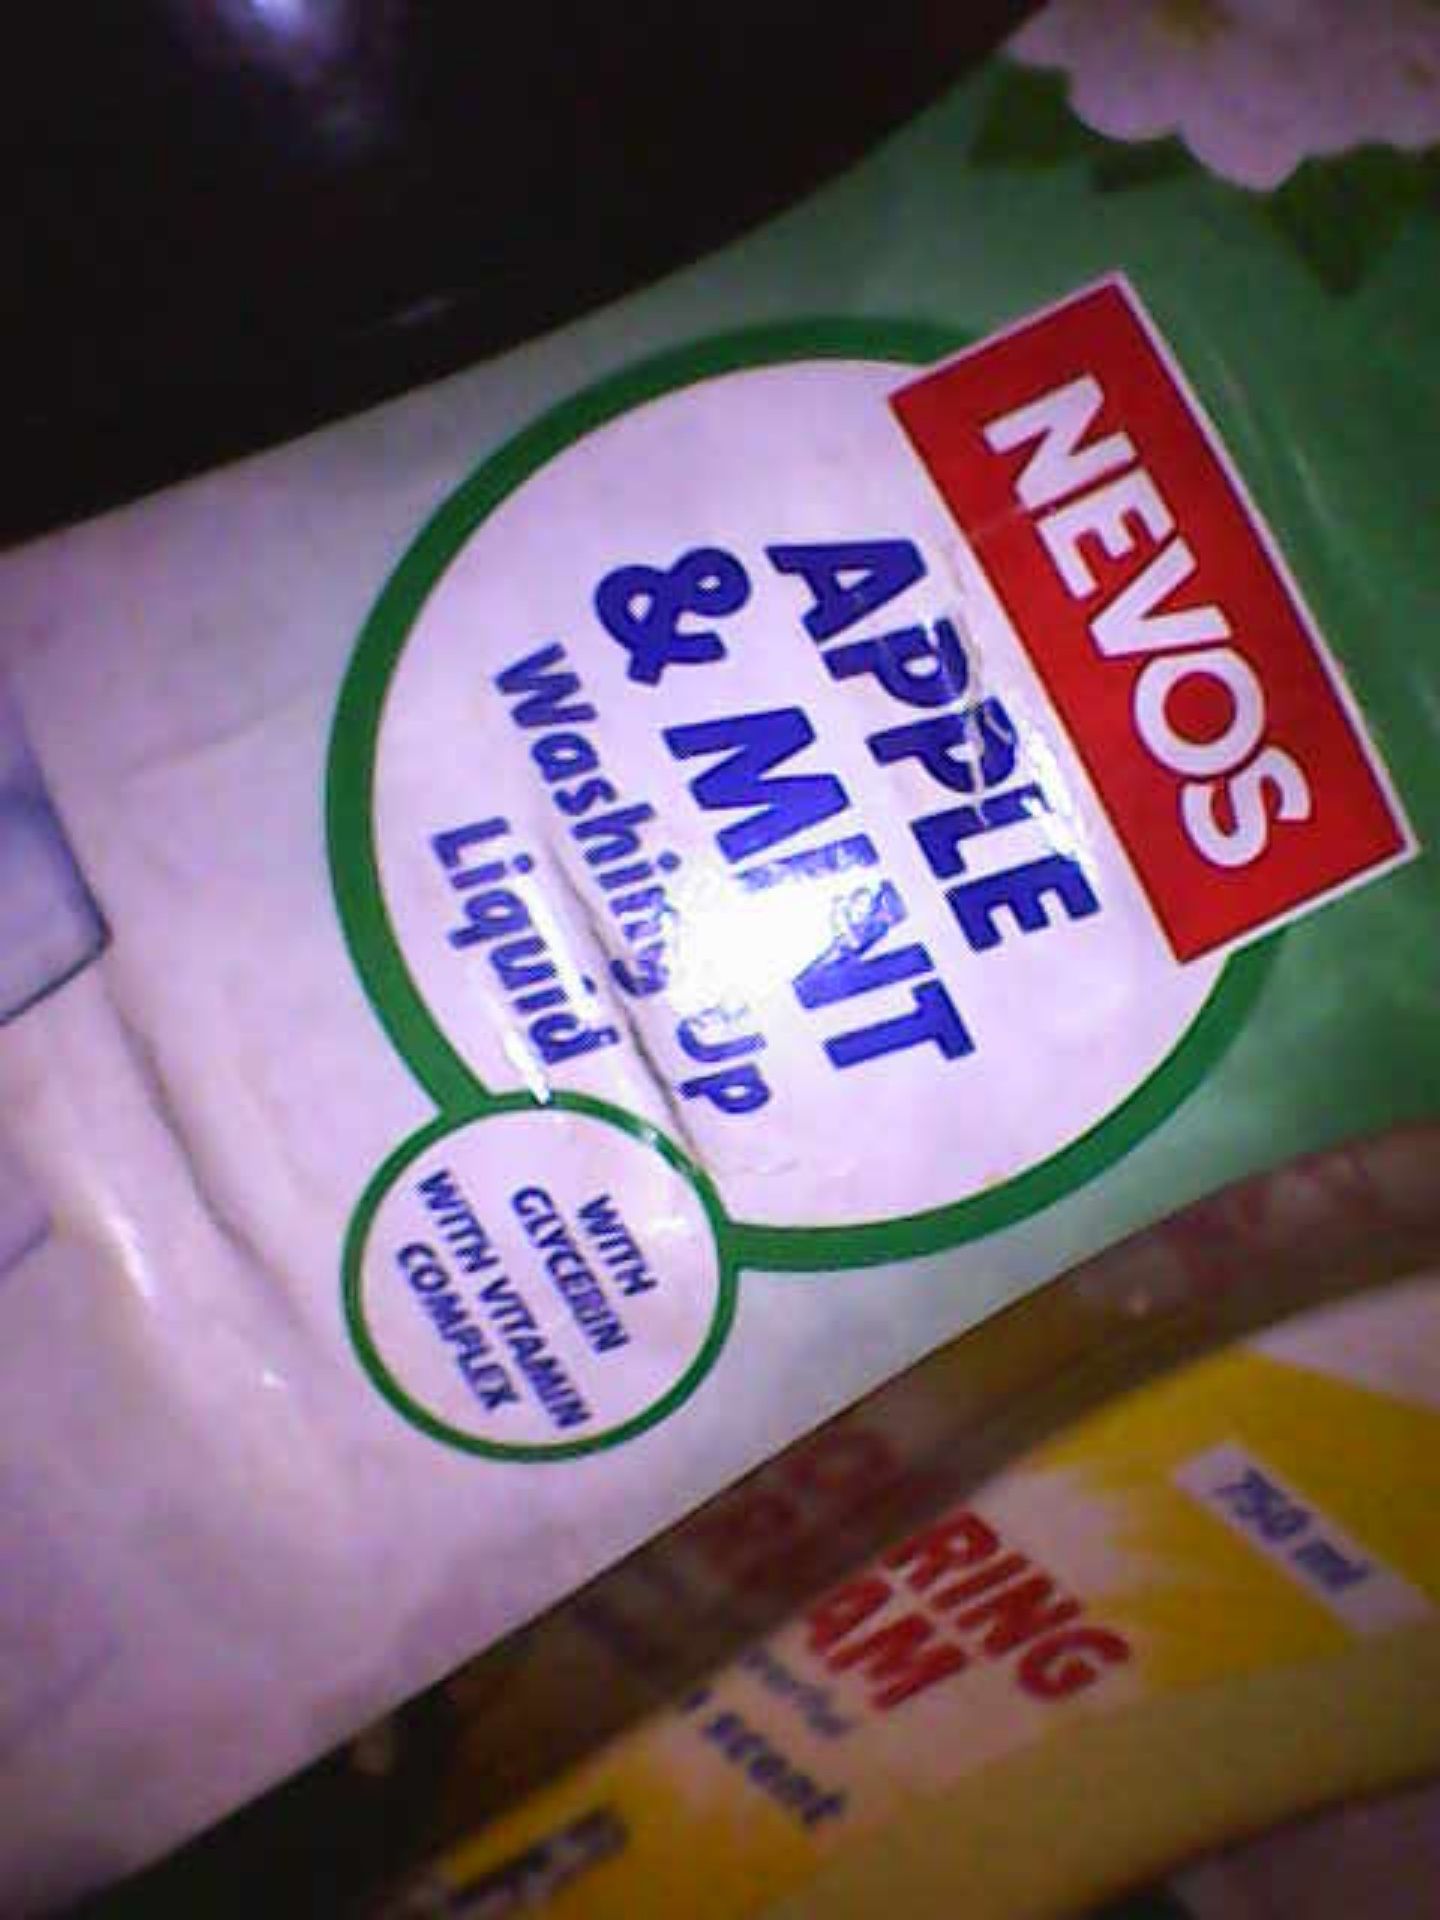 NEVOS
APPLE
& MINT
Washing Up
Liquid
WITH
GLYCERIN
WITH VITAMIN
COMPLEX
750 ml
RING
AM
scent